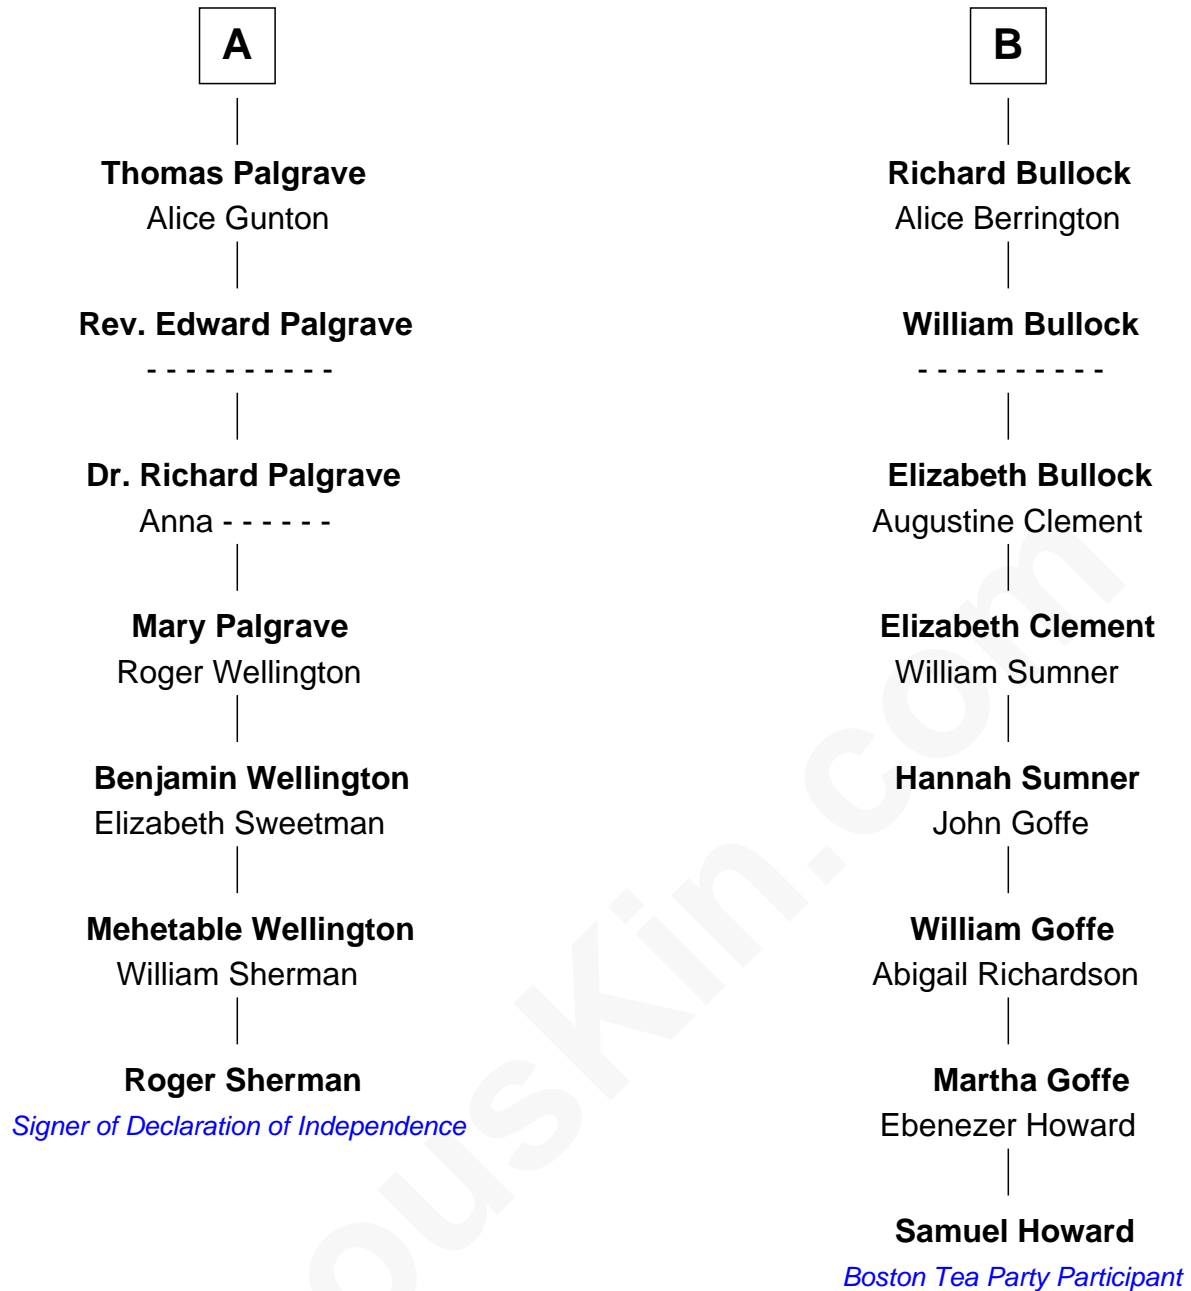 A
Thomas Palgrave
Alice Gunton
Rev. Edward Palgrave
- - - - - - - - - -
Dr. Richard Palgrave
Anna - - - - - -
Mary Palgrave
Roger Wellington
Benjamin Wellington
Elizabeth Sweetman
Mehetable Wellington
William Sherman
Roger Sherman
Signer of Declaration of Independence
B
Richard Bullock
Alice Berrington
William Bullock
- - - - - - - - - -
Elizabeth Bullock
Augustine Clement
Elizabeth Clement
William Sumner
Hannah Sumner
John Goffe
William Goffe
Abigail Richardson
Martha Goffe
Ebenezer Howard
Samuel Howard
Boston Tea Party Participant
ousKin.com